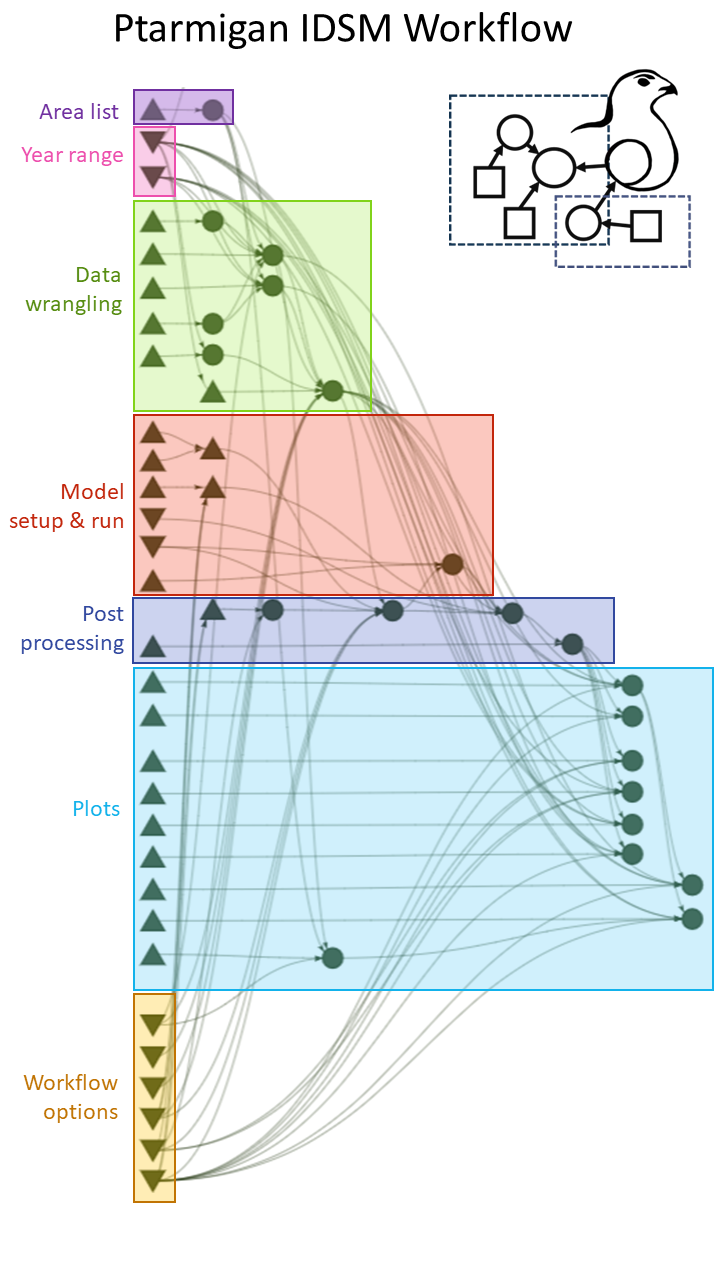 Ptarmigan IDSM Workflow
Area list
Year range
Data
wrangling
Model
setup & run
Post
processing
Plots
Workflow
options